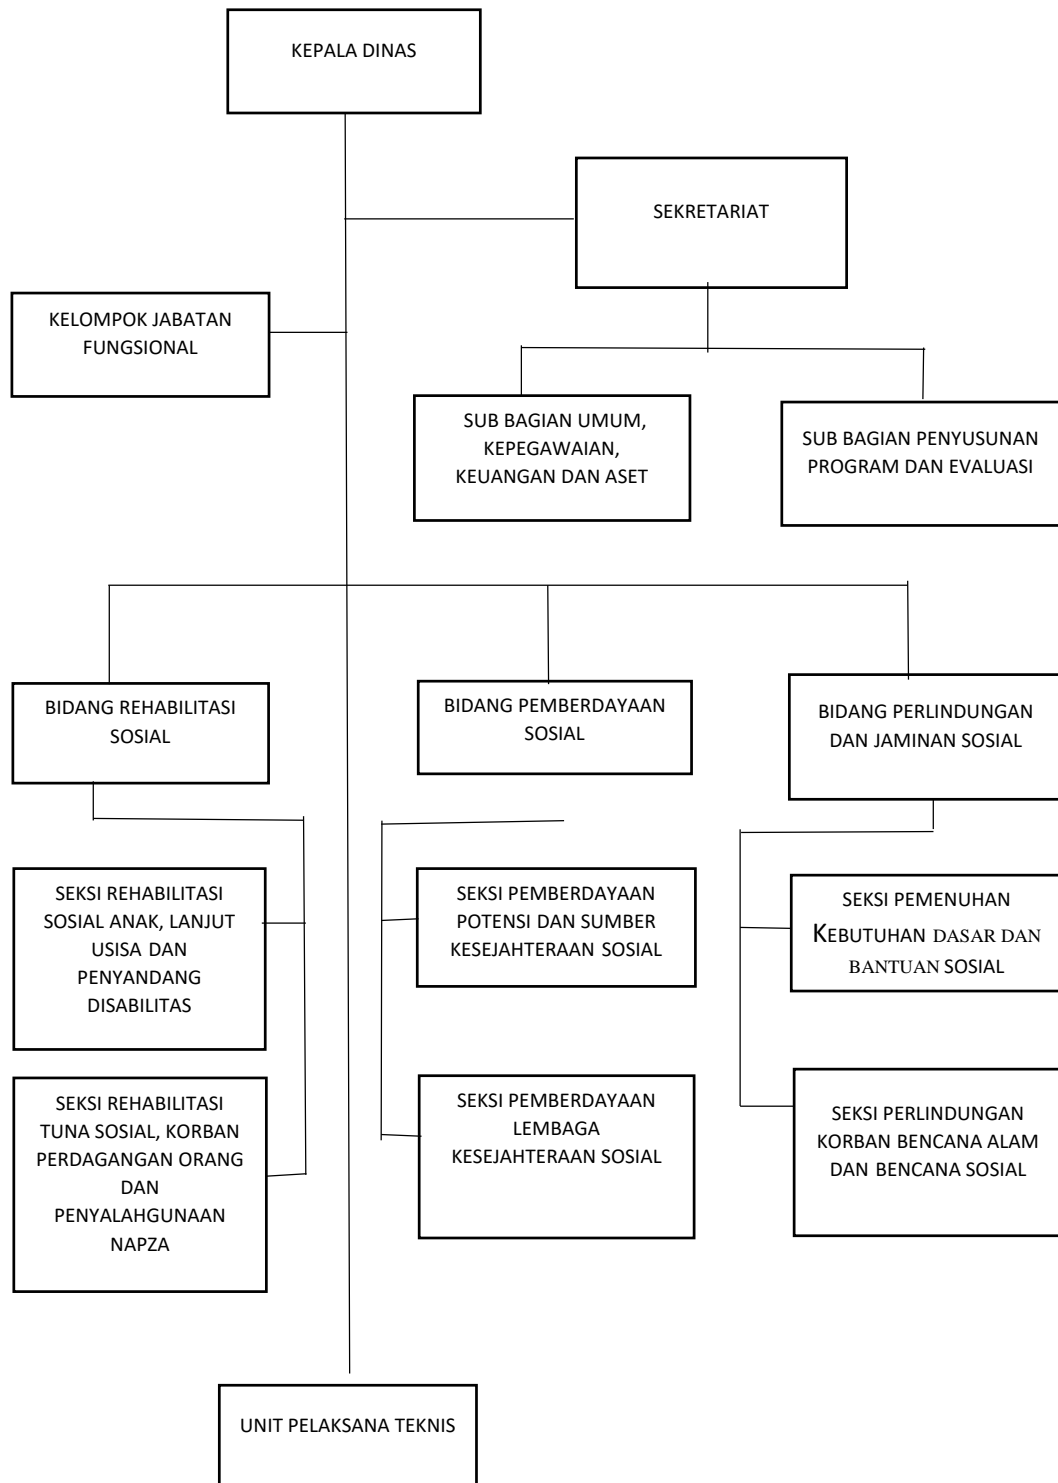 KEPALA DINAS
SEKRETARIAT
KELOMPOK JABATAN
FUNGSIONAL
SUB BAGIAN UMUM,
KEPEGAWAIAN,
KEUANGAN DAN ASET
SUB BAGIAN PENYUSUNAN
PROGRAM DAN EVALUASI
BIDANG REHABILITASI
SOSIAL
BIDANG PEMBERDAYAAN
SOSIAL
BIDANG PERLINDUNGAN
DAN JAMINAN SOSIAL
SEKSI REHABILITASI
SOSIAL ANAK, LANJUT
USISA DAN
PENYANDANG
DISABILITAS
SEKSI PEMBERDAYAAN
POTENSI DAN SUMBER
KESEJAHTERAAN SOSIAL
SEKSI PEMENUHAN
KEBUTUHAN DASAR DAN
BANTUAN SOSIAL
SEKSI REHABILITASI
TUNA SOSIAL, KORBAN
PERDAGANGAN ORANG
DAN
PENYALAHGUNAAN
NAPZA
SEKSI PEMBERDAYAAN
LEMBAGA
KESEJAHTERAAN SOSIAL
SEKSI PERLINDUNGAN
KORBAN BENCANA ALAM
DAN BENCANA SOSIAL
UNIT PELAKSANA TEKNIS